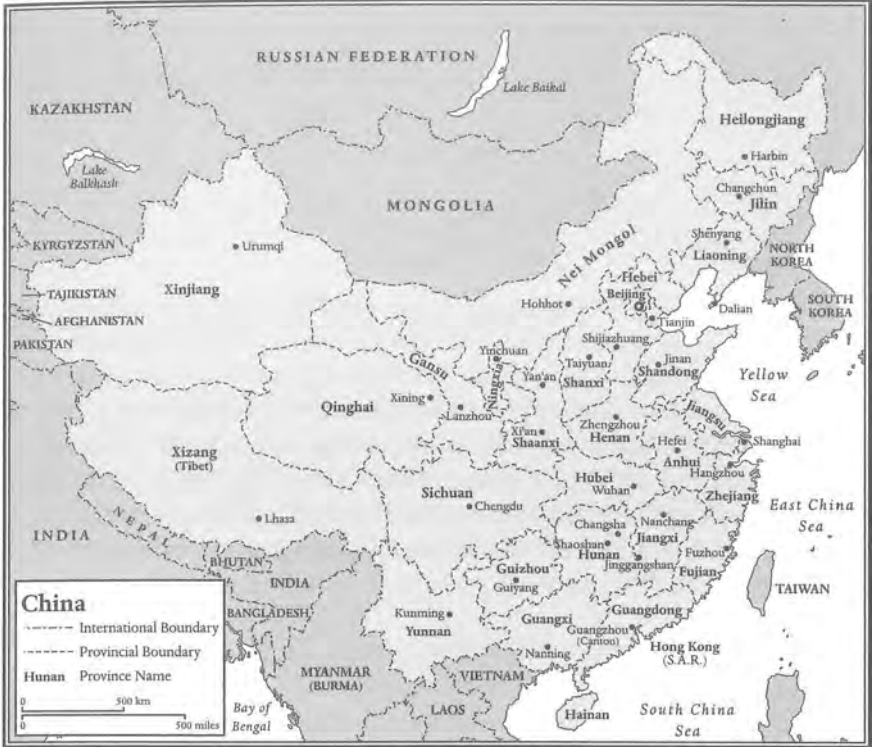 RUSSIAN FEDERATION
Lake Baikal
KAZAKHSTAN
Lake
Balkhash
Heilongjiang
Harbin
Changchun
Jilin
MONGOLIA
KYRGYZSTAN
Urumqi
Xinjiang
Shenyang
Liaoning
NORTH
KOREA
Nei Mongol
Hebei
Beijing
TAJIKISTAN
Hohhot
Dalian
SOUTH
KOREA
AFGHANISTAN
Tianjin
PAKISTAN
Shijiazhuang
Yinchuan
Gansu
Ningxia
Taiyuan
Jinan
Shandong
Yan'an
Shanxi
Yellow
Sea
Qinghai
Xining
Lanzhou
Jiangsu
Zhengzhou
Henan
Xi'an
Shaanxi
Hefei
Shanghai
Xizang
(Tibet)
Anhui
Hangzhou
Hubei
Wuhan
Zhejiang
Sichuan
Chengdu
East China
Sea
Lhasa
INDIA
NEPAL
Changsha
Nanchang
Shaoshan
Hunan
Jiangxi
Fuzhou
Jinggangshan
Fujian
BHUTAN
INDIA
Guizhou
Guiyang
TAIWAN
BANGLADESH
Kunming
Yunnan
Guangxi
Guangdong
Guangzhou
(Canton)
Nanning
Hong Kong
(S.A.R.)
MYANMAR
(BURMA)
VIETNAM
LAOS
Bay of
Bengal
Hainan
South China
Sea
China
International Boundary
Provincial Boundary
Hunan Province Name
0 500 km
0 500 miles